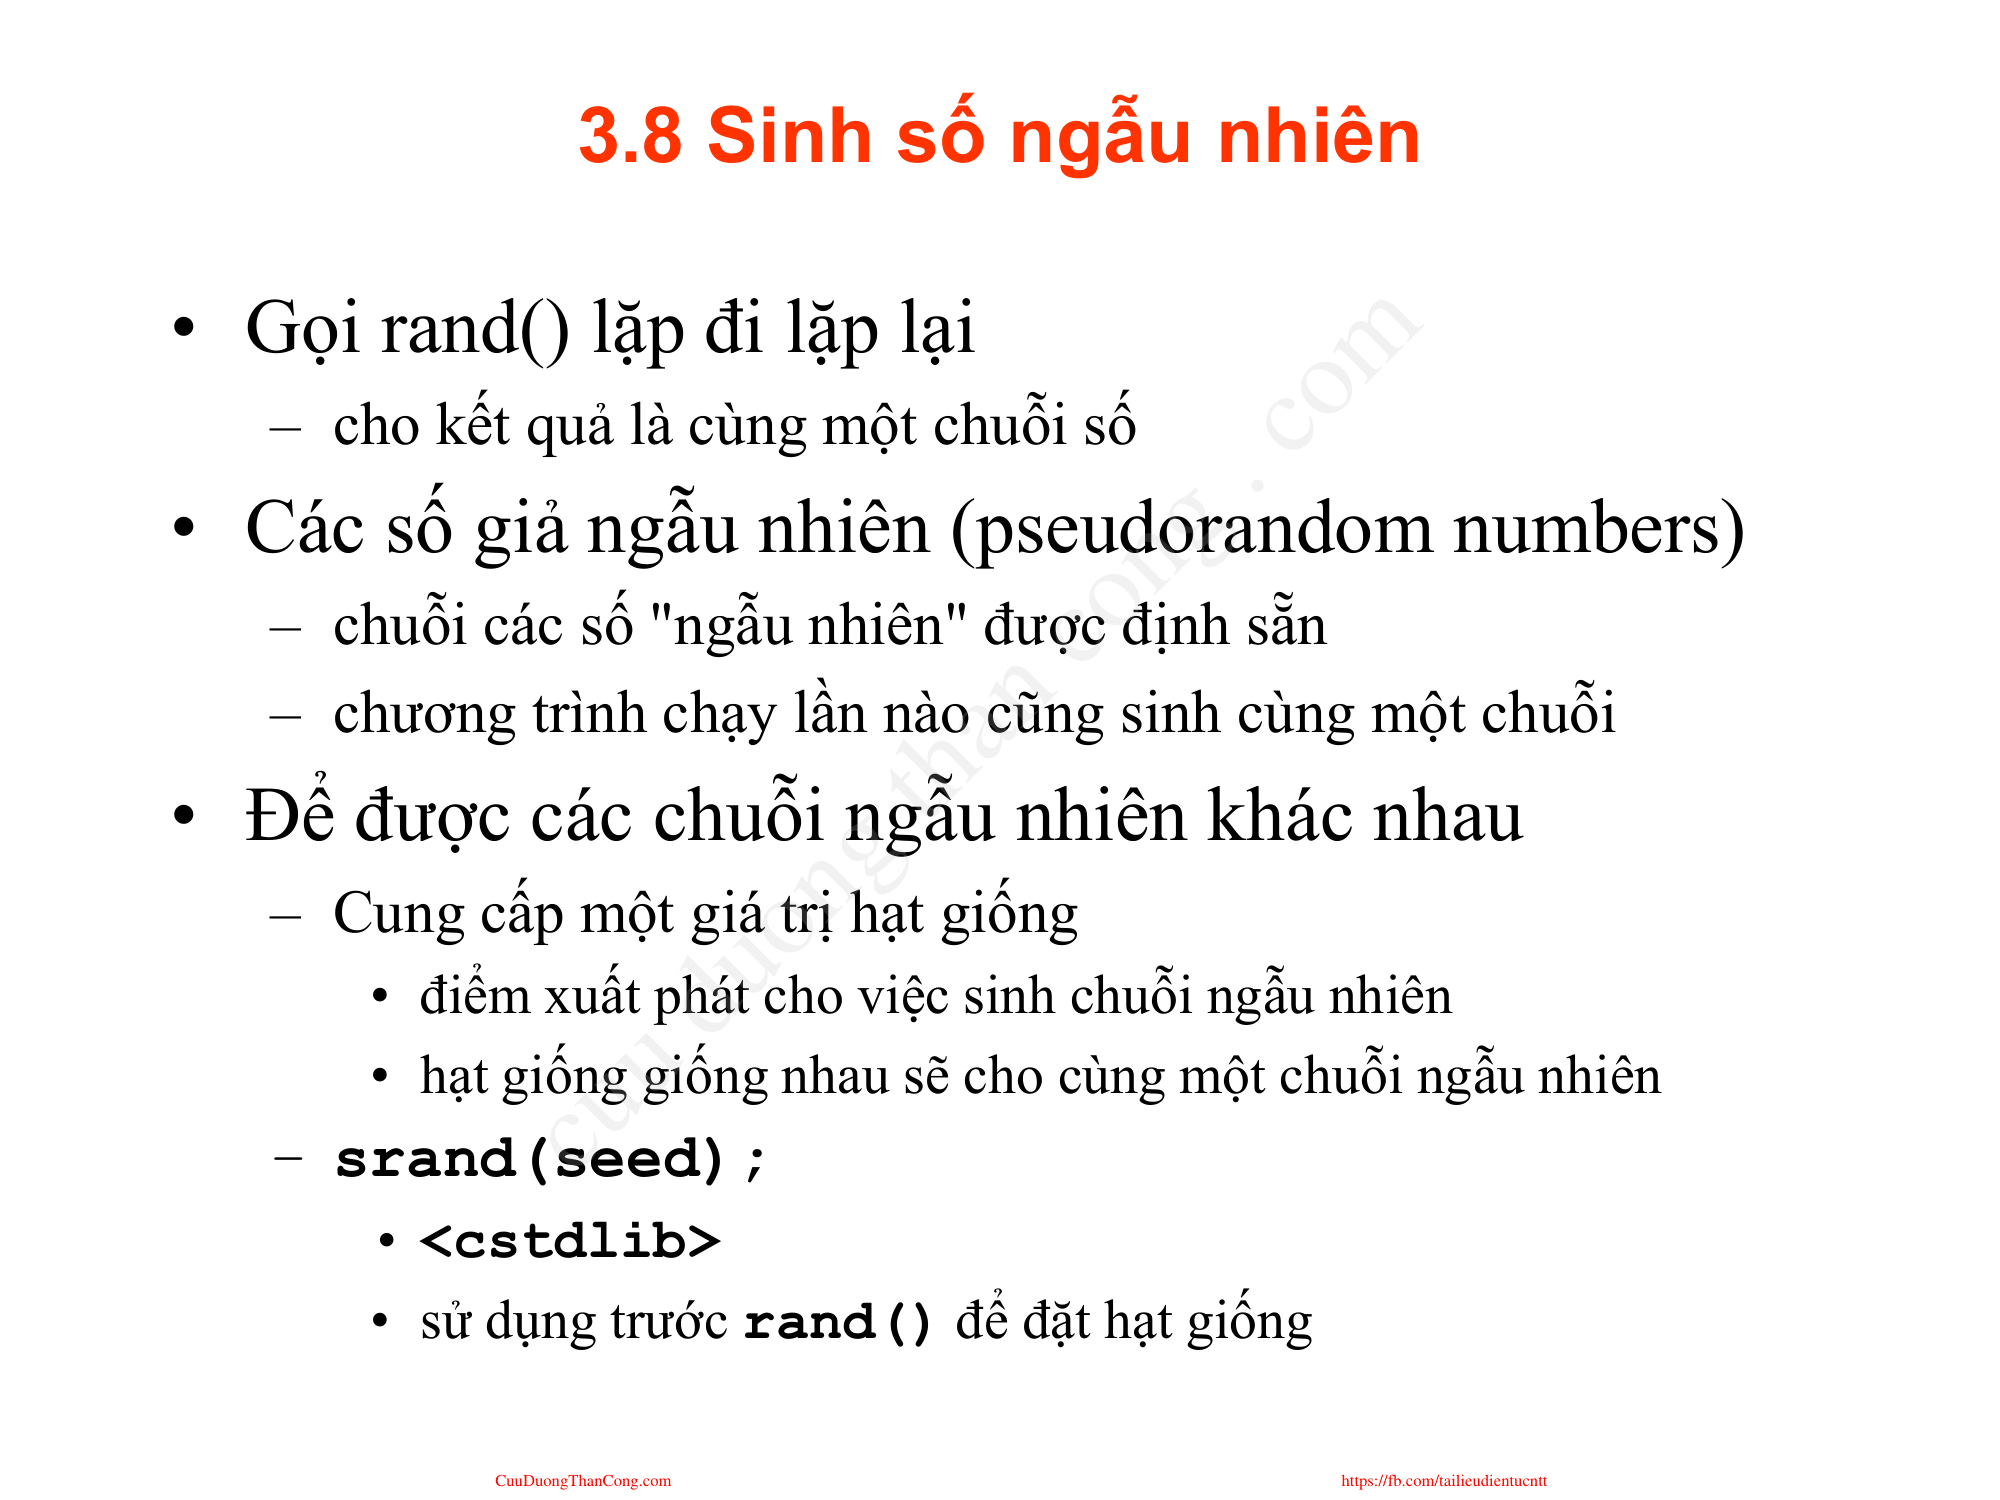 3.8 Sinh số ngẫu nhiên
• Gọi rand() lặp đi lặp lại
– cho kết quả là cùng một chuỗi số
• Các số giả ngẫu nhiên (pseudorandom numbers)
– chuỗi các số "ngẫu nhiên" được định sẵn
– chương trình chạy lần nào cũng sinh cùng một chuỗi
• Để được các chuỗi ngẫu nhiên khác nhau
– Cung cấp một giá trị hạt giống
• điểm xuất phát cho việc sinh chuỗi ngẫu nhiên
• hạt giống giống nhau sẽ cho cùng một chuỗi ngẫu nhiên
– srand(seed);
• <cstdlib>
• sử dụng trước rand() để đặt hạt giống
cuu duong than cong . com
CuuDuongThanCong.com
https://fb.com/tailieudientucntt